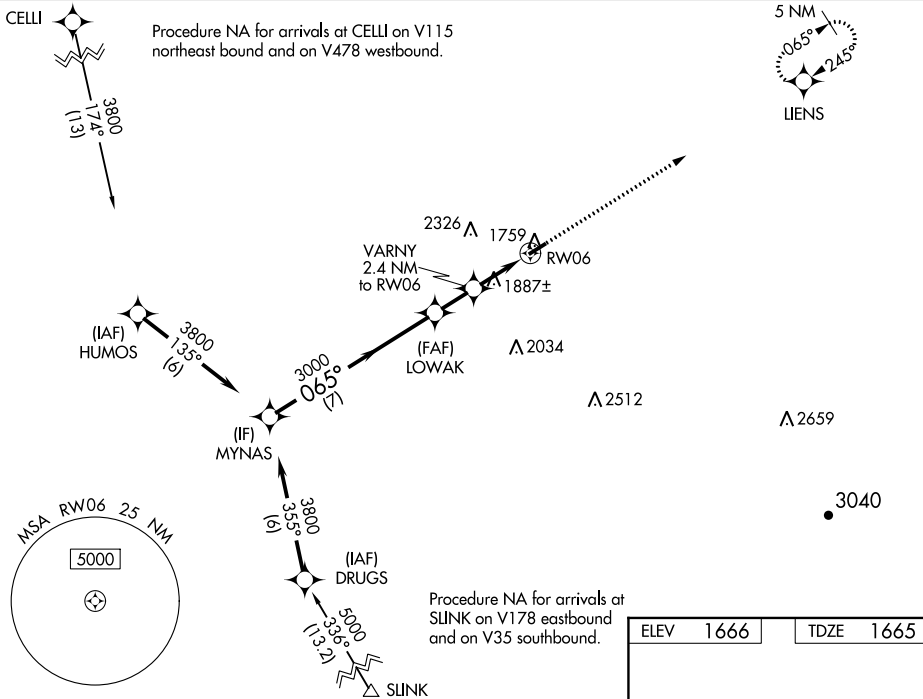 CELLI
Procedure NA for arrivals at CELLI on V115
northeast bound and on V478 westbound.
5 NM
065°
245°
LIENS
3800
174°
(13)
2326
1759
RW06
VARNY
2.4 NM
to RW06
1887±
(IAF)
HUMOS
3800
135°
(6)
(FAF)
LOWAK
2034
3000
065°
(7)
2512
2659
(IF)
MYNAS
3040
MSA RW06 25 NM
5000
3800
355°
(6)
(IAF)
DRUGS
Procedure NA for arrivals at
SLINK on V178 eastbound
and on V35 southbound.
5000
336°
(13.2)
SLINK
ELEV 1666
TDZE 1665